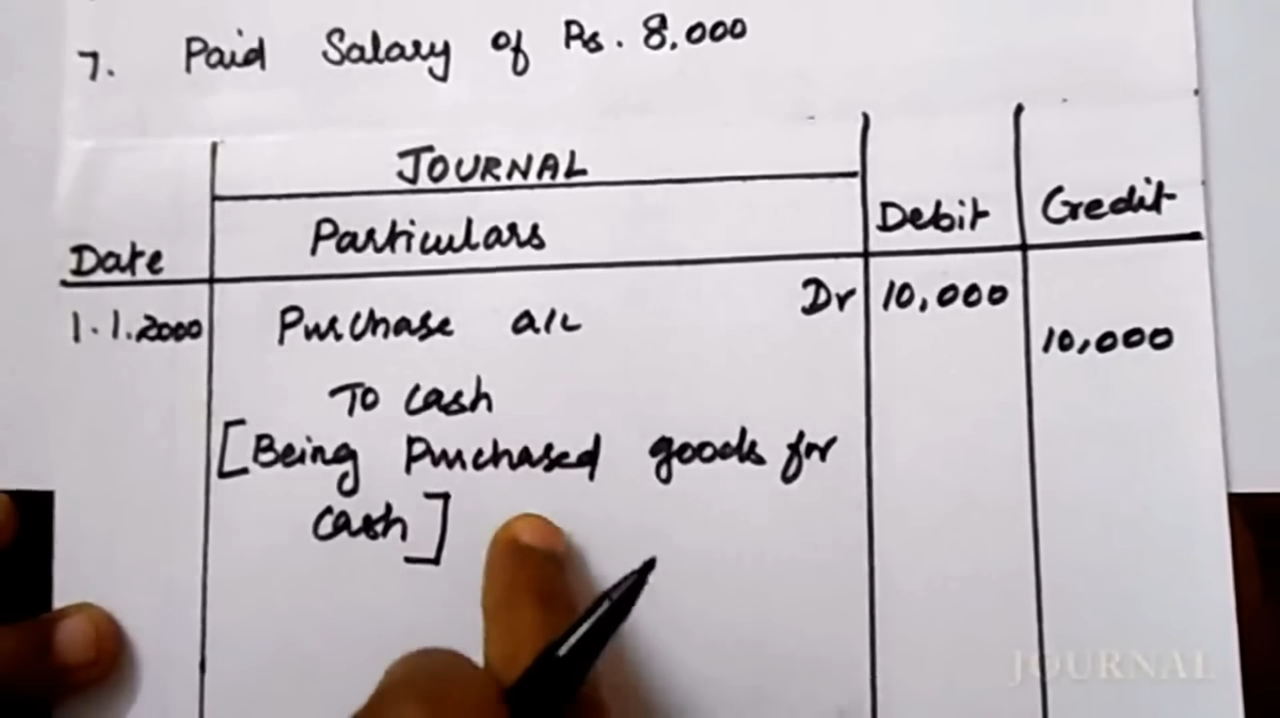 7. Paid Salary of Rs. 8,000
JOURNAL
Date Particulars Debit Credit
1.1.2000 Purchase a/c Dr 10,000
To cash 10,000
[Being Purchased goods for
cash]
JOURNAL